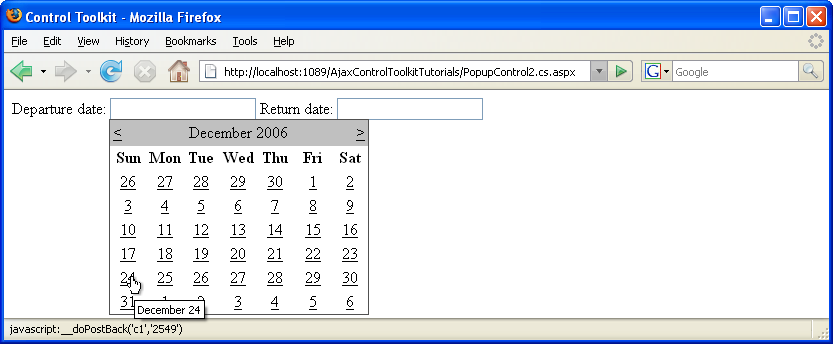 Control Toolkit - Mozilla Firefox
File Edit View History Bookmarks Tools Help
http://localhost:1089/AjaxControlToolkitTutorials/PopupControl2.cs.aspx G Google
Departure date: Return date:
< December 2006 >
Sun Mon Tue Wed Thu Fri Sat
26 27 28 29 30 1 2
3 4 5 6 7 8 9
10 11 12 13 14 15 16
17 18 19 20 21 22 23
24 25 26 27 28 29 30
31 1 2 3 4 5 6
December 24
javascript:__doPostBack('c1','2549')